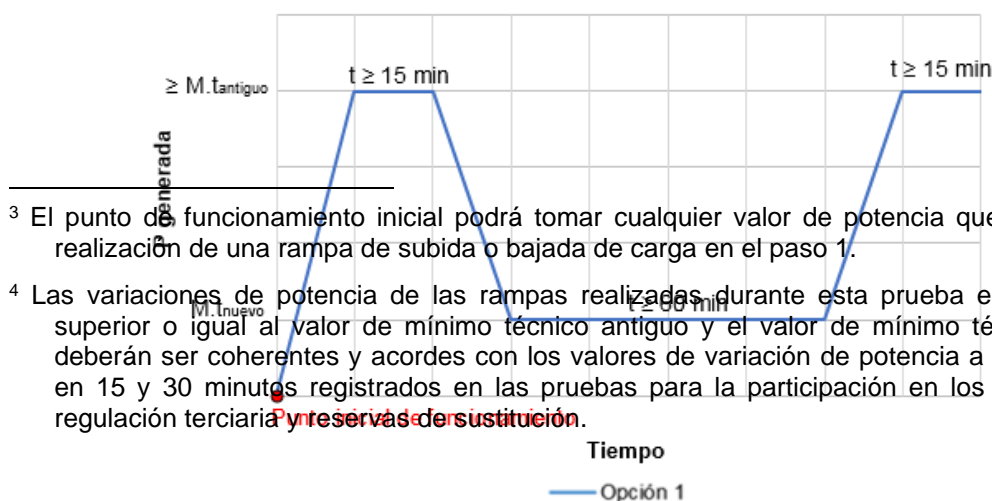 t ≥ 15 min
t ≥ 15 min
≥ M.tantiguo
P generada
³ El punto de funcionamiento inicial podrá tomar cualquier valor de potencia que
realización de una rampa de subida o bajada de carga en el paso 1.
⁴ Las variaciones de potencia de las rampas realizadas durante esta prueba e
M.tnuevo
t ≥ 60 min
superior o igual al valor de mínimo técnico antiguo y el valor de mínimo té
deberán ser coherentes y acordes con los valores de variación de potencia a
en 15 y 30 minutos registrados en las pruebas para la participación en los
regulación terciaria y reservas de sustitución.
Punto inicial de funcionamiento
Tiempo
Opción 1